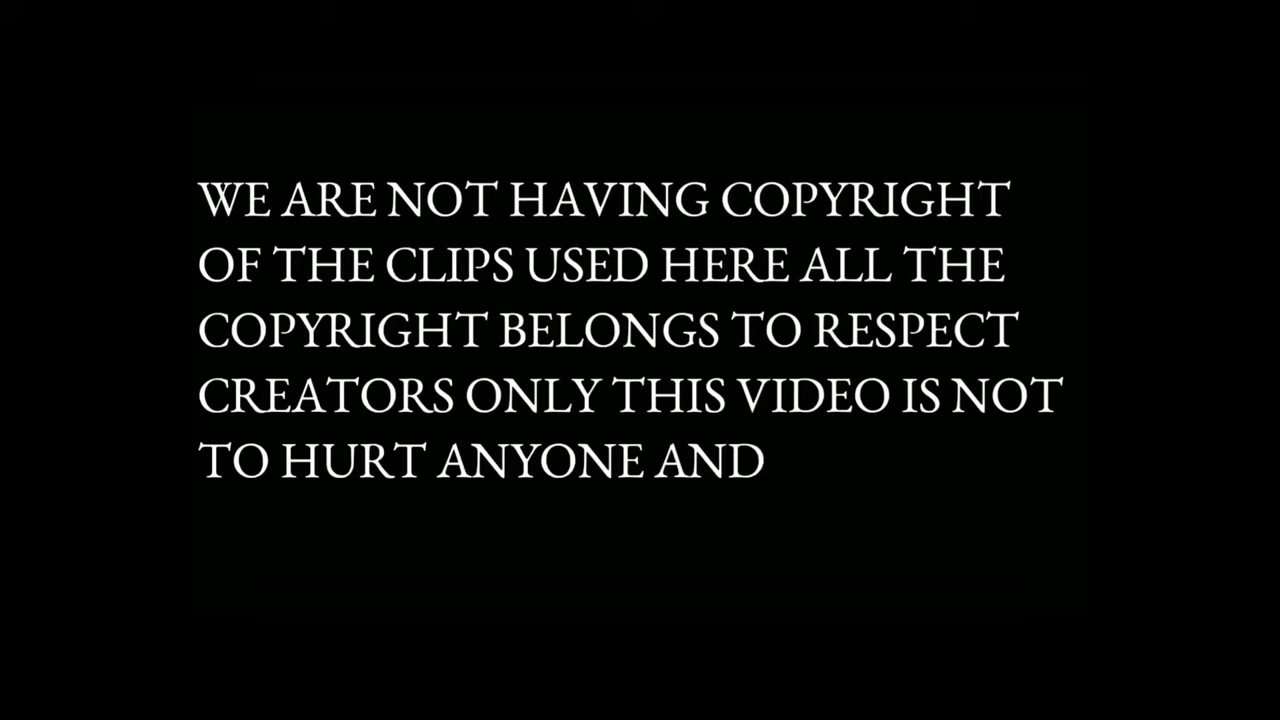 WE ARE NOT HAVING COPYRIGHT
OF THE CLIPS USED HERE ALL THE
COPYRIGHT BELONGS TO RESPECT
CREATORS ONLY THIS VIDEO IS NOT
TO HURT ANYONE AND